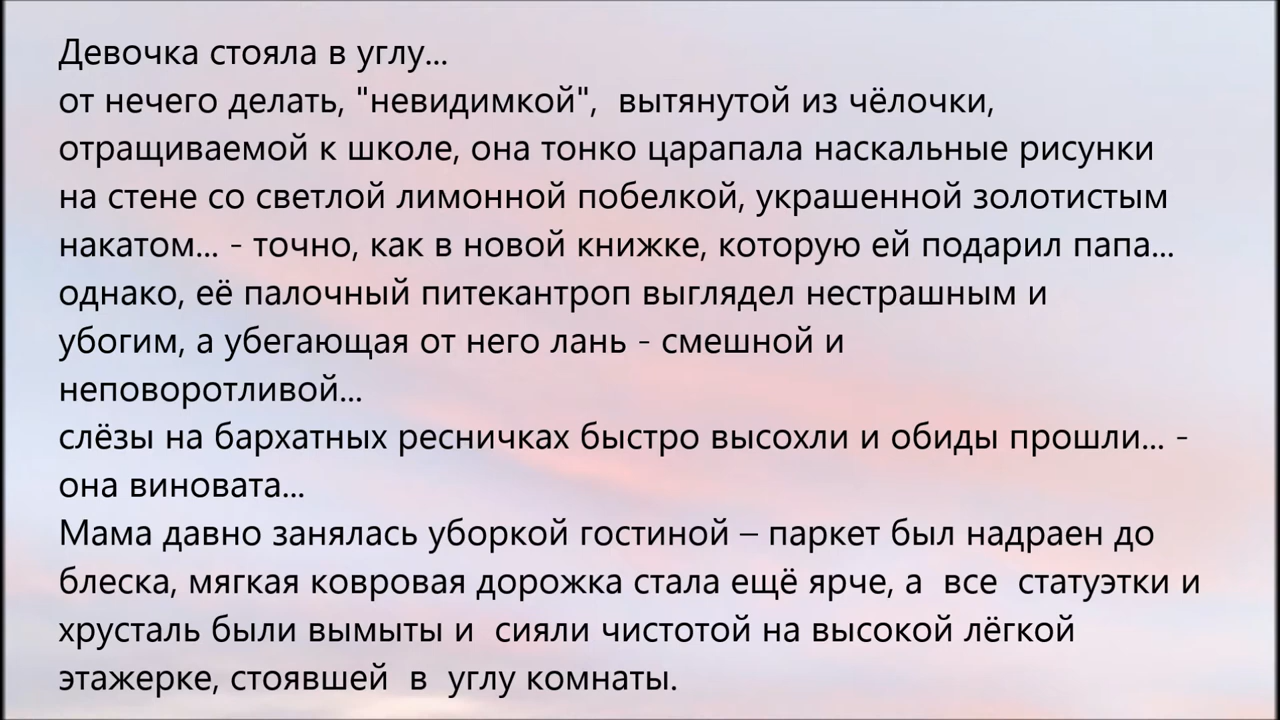 Девочка стояла в углу...
от нечего делать, "невидимкой",  вытянутой из чёлочки,
отращиваемой к школе, она тонко царапала наскальные рисунки
на стене со светлой лимонной побелкой, украшенной золотистым
накатом... - точно, как в новой книжке, которую ей подарил папа...
однако, её палочный питекантроп выглядел нестрашным и
убогим, а убегающая от него лань - смешной и
неповоротливой...
слёзы на бархатных ресничках быстро высохли и обиды прошли... -
она виновата...
Мама давно занялась уборкой гостиной – паркет был надраен до
блеска, мягкая ковровая дорожка стала ещё ярче, а  все  статуэтки и
хрусталь были вымыты и  сияли чистотой на высокой лёгкой
этажерке, стоявшей  в  углу комнаты.